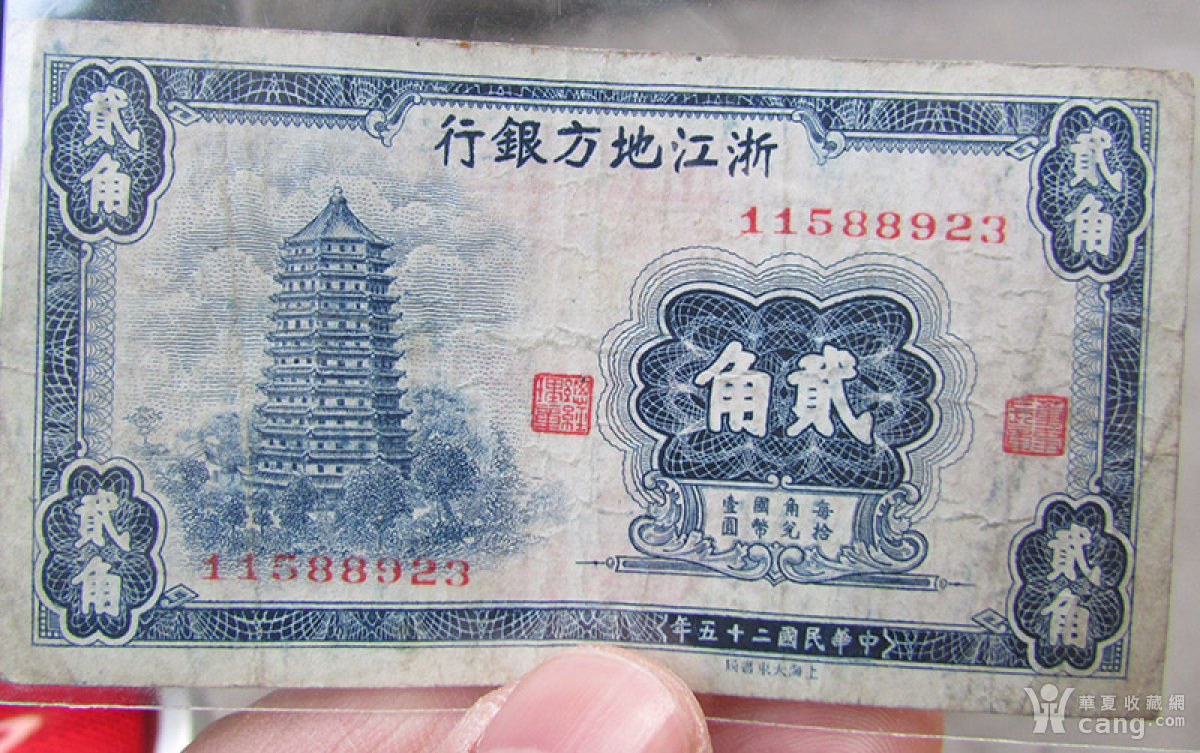 浙江地方銀行
貳角
貳角
11588923
貳角
每拾
角兌
國幣
壹圓
貳角
貳角
11588923
中華民國二十五年
上海大東書局
華夏收藏網
cang.com